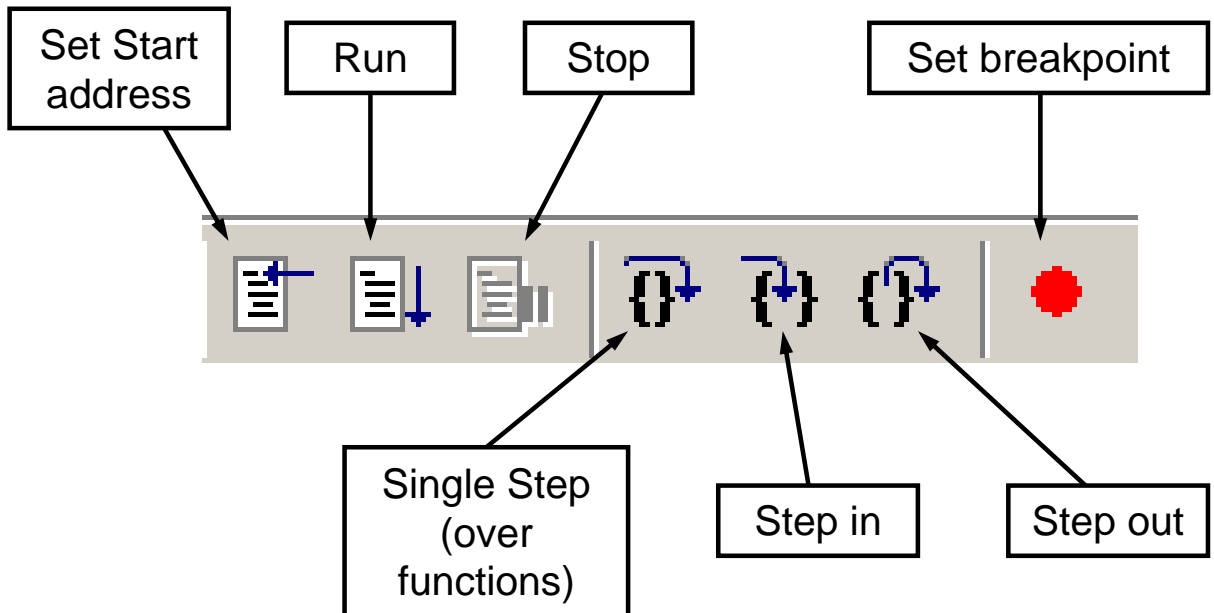 Set Start
address
Run
Stop
Set breakpoint
Single Step
(over
functions)
Step in
Step out